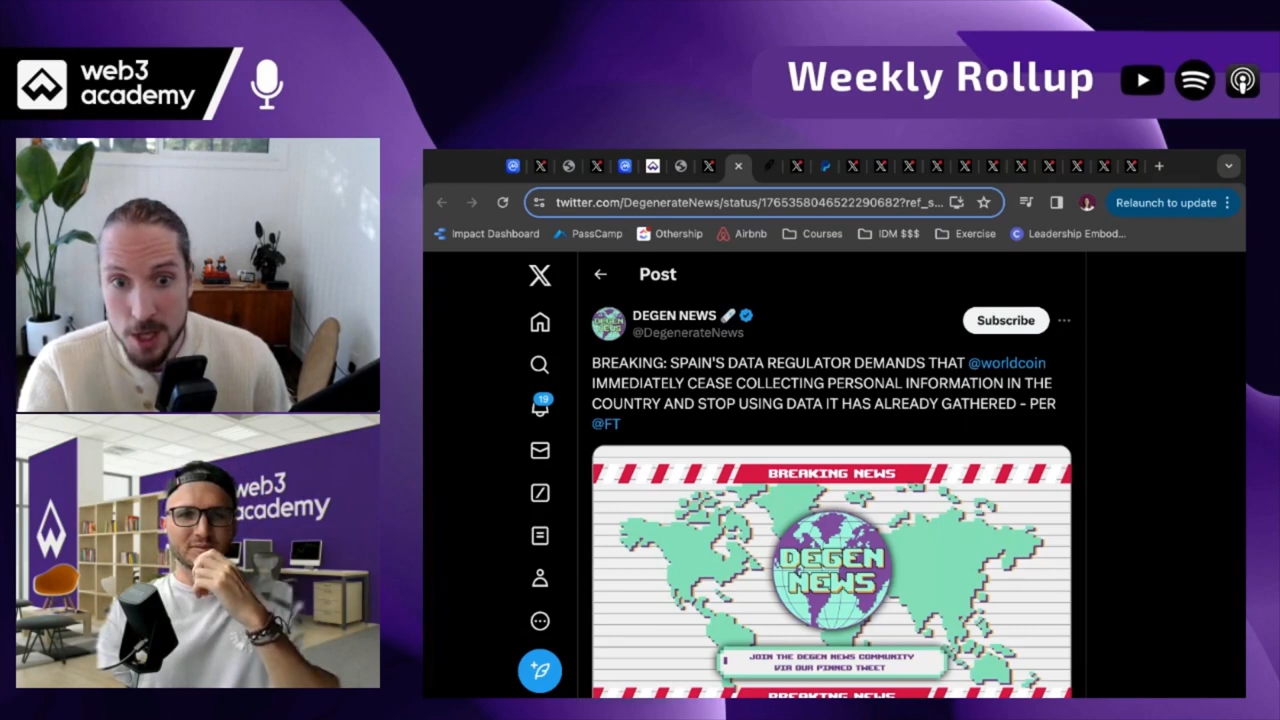 web3
academy
Weekly Rollup
twitter.com/DegenerateNews/status/1765358046522290682?ref_s...
Relaunch to update
Impact Dashboard
PassCamp
Othership
Airbnb
Courses
IDM $$$
Exercise
Leadership Embod...
Post
DEGEN NEWS
@DegenerateNews
Subscribe
BREAKING: SPAIN'S DATA REGULATOR DEMANDS THAT @worldcoin
IMMEDIATELY CEASE COLLECTING PERSONAL INFORMATION IN THE
COUNTRY AND STOP USING DATA IT HAS ALREADY GATHERED - PER
@FT
19
BREAKING NEWS
DEGEN
NEWS
JOIN THE DEGEN NEWS COMMUNITY
VIA OUR PINNED TWEET
BREAKING NEWS
web3
academy